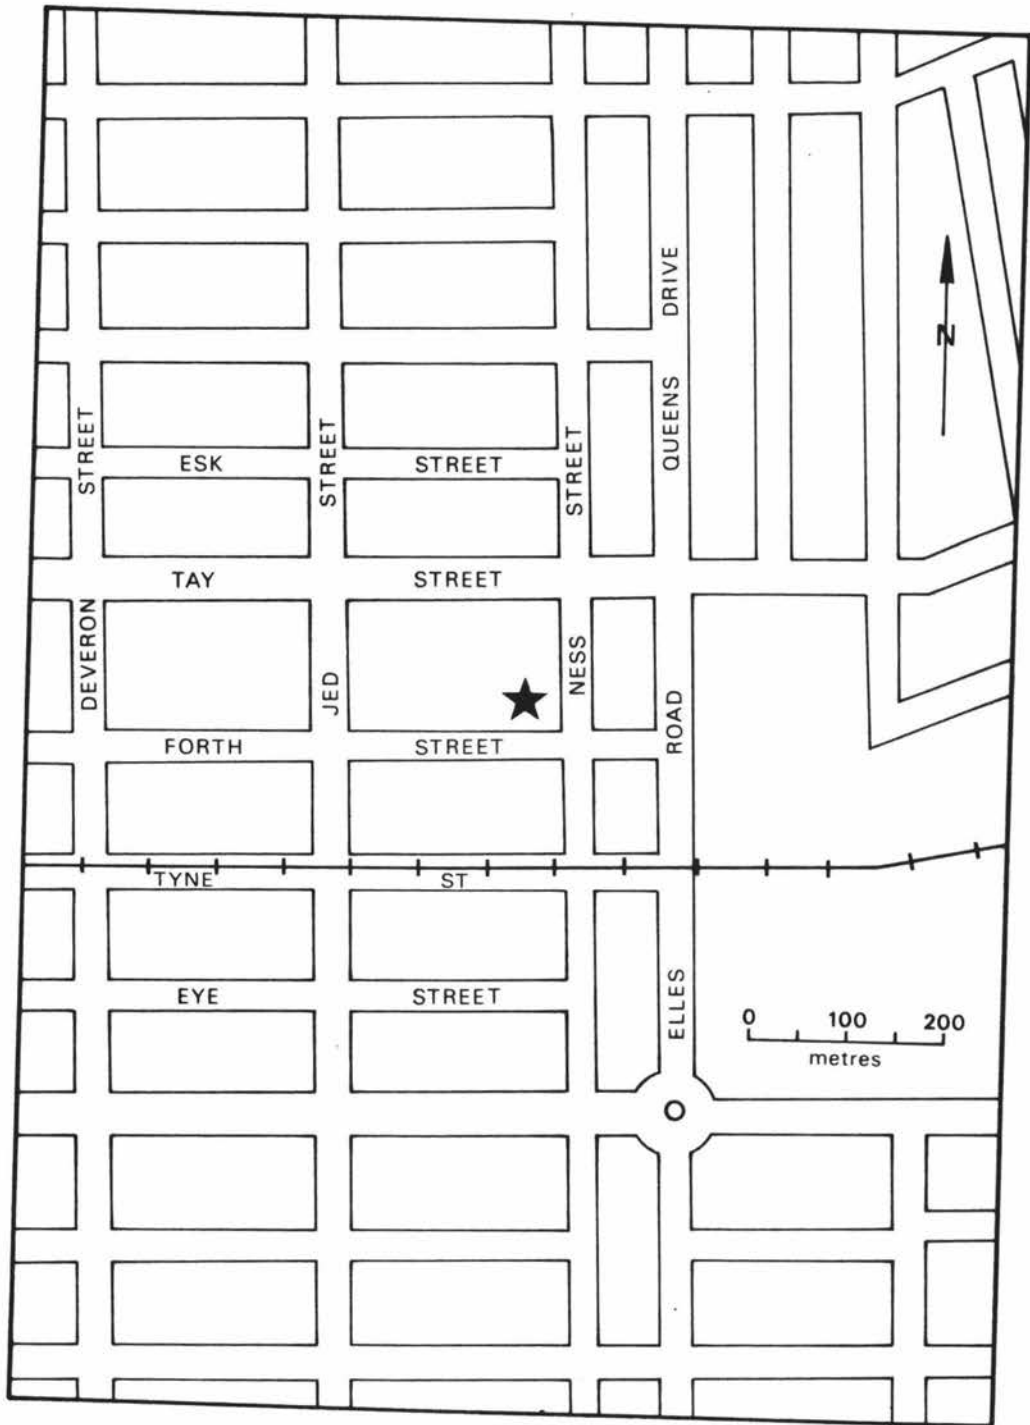 QUEENS DRIVE
N
DEVERON STREET
JED STREET
NESS STREET
ESK STREET
TAY STREET
FORTH STREET
ELLES ROAD
TYNE ST
EYE STREET
0 100 200
metres